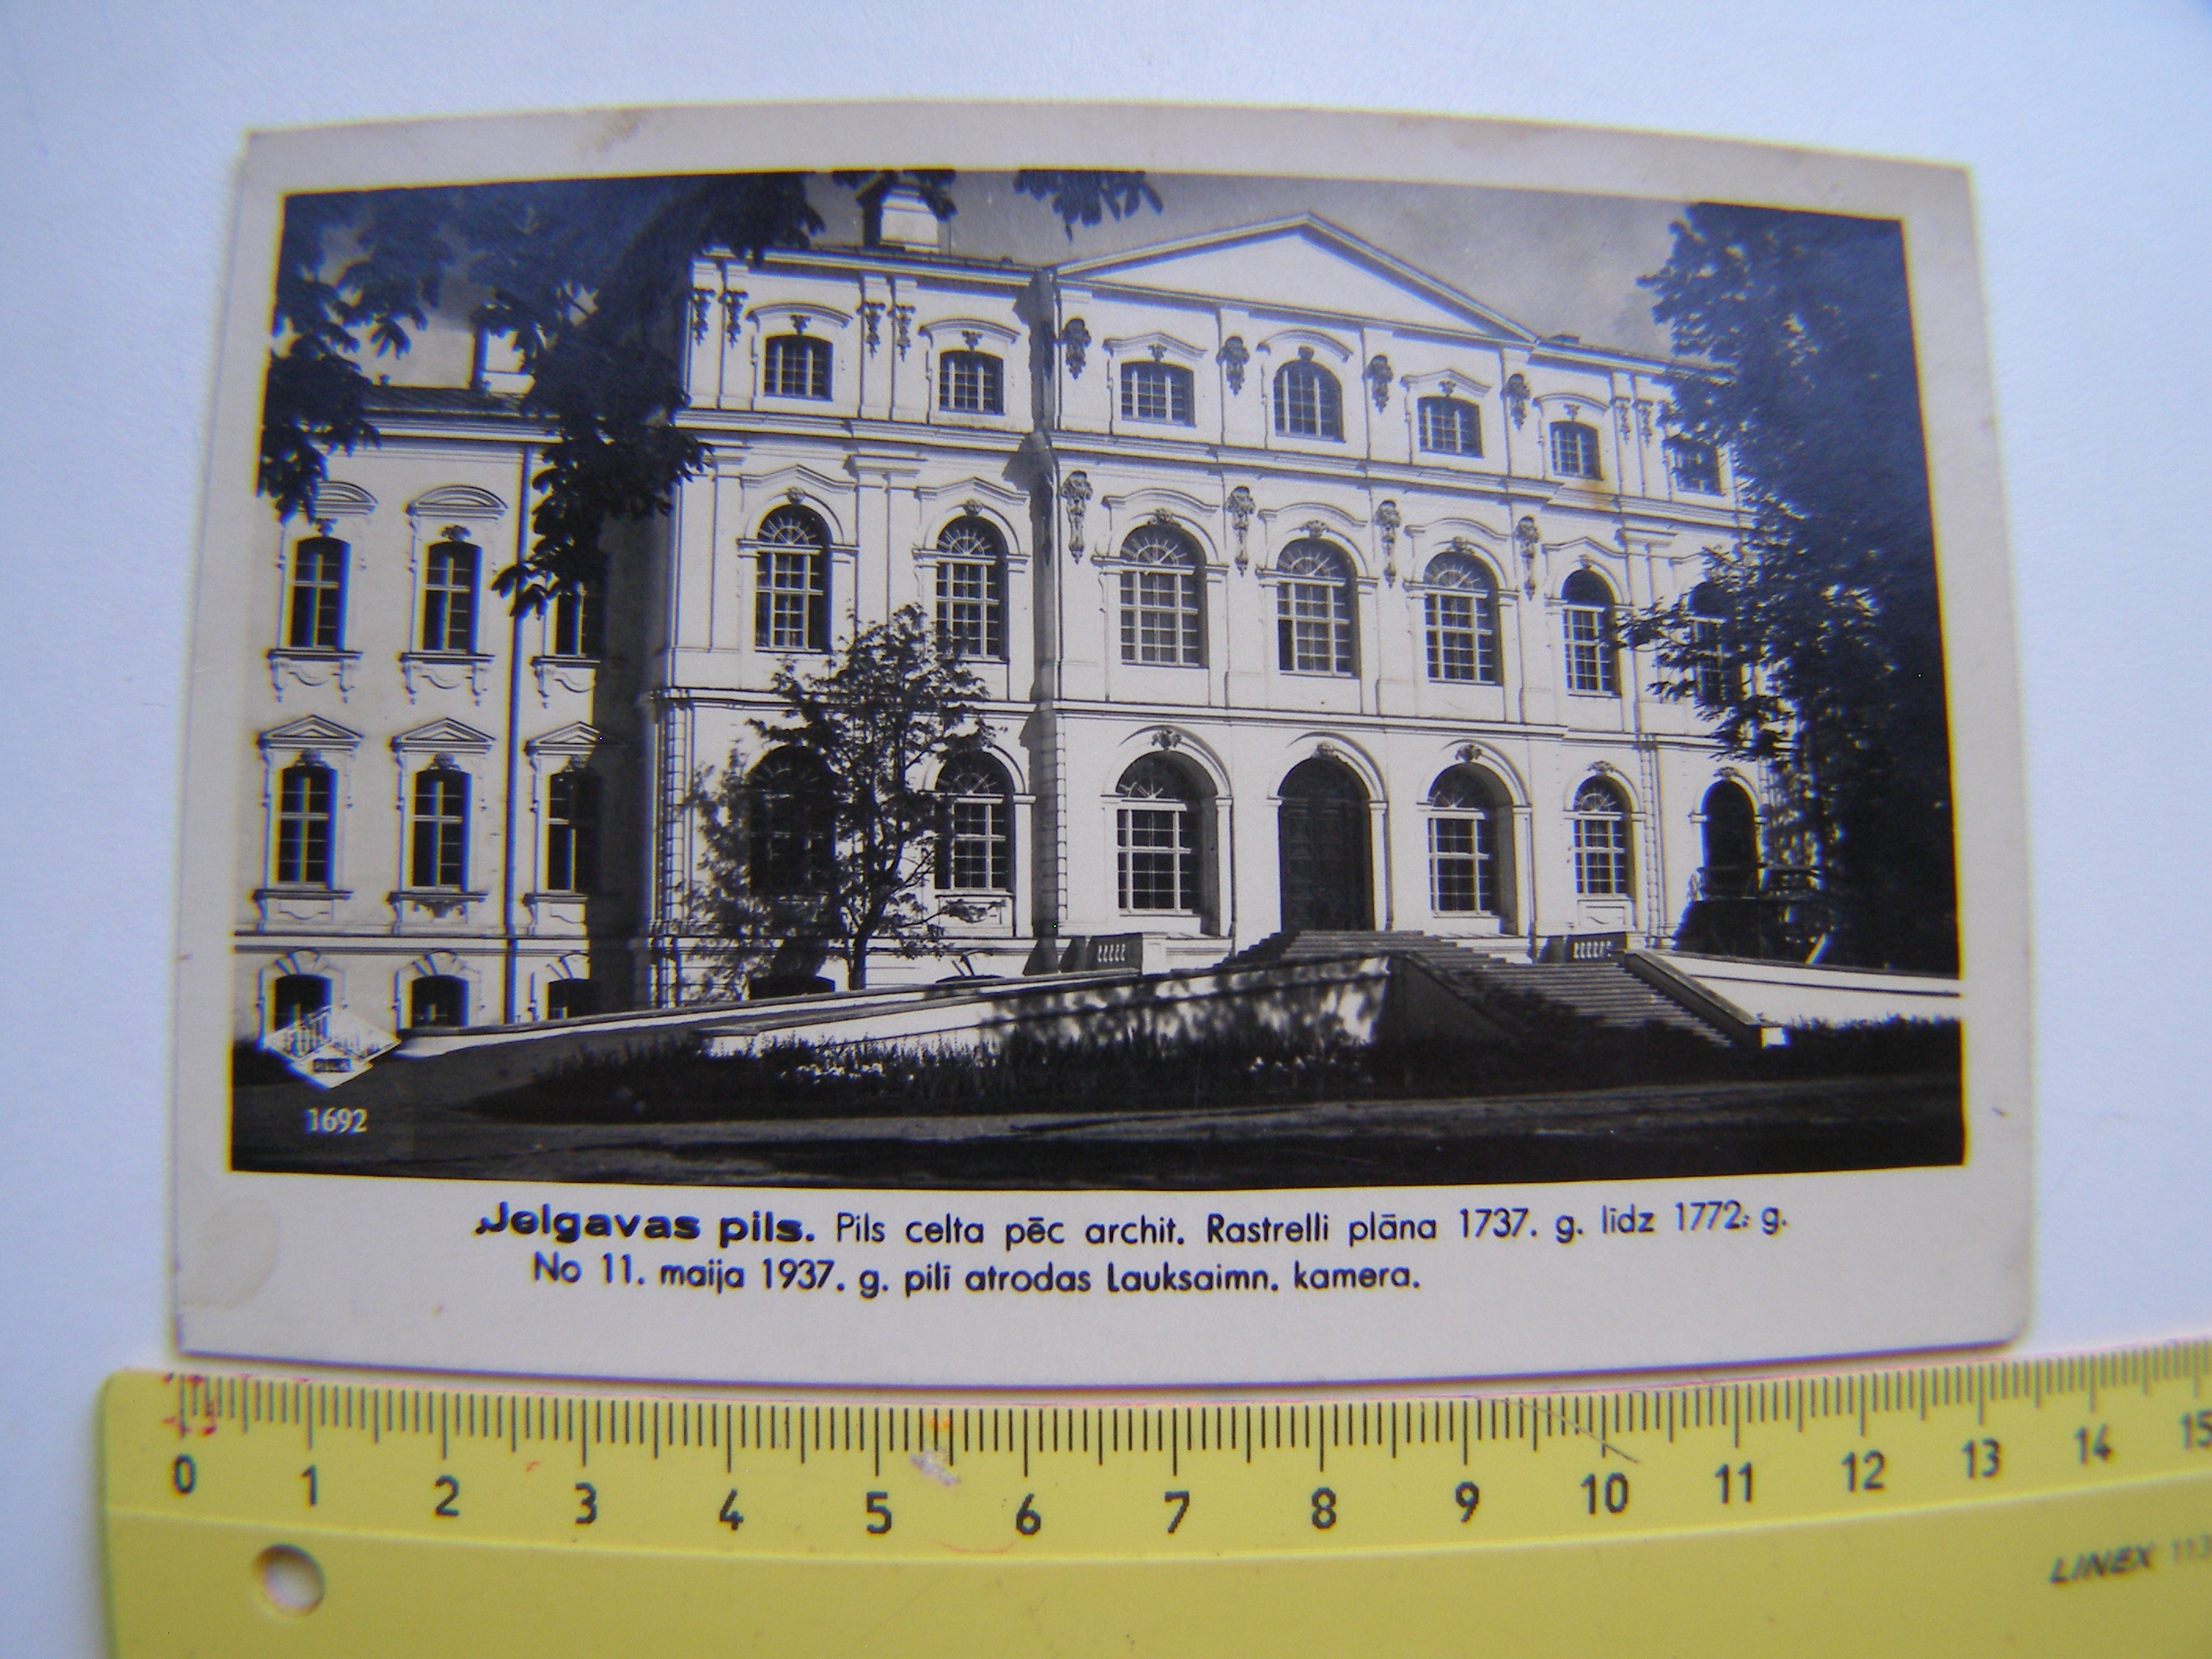 1692
Jelgavas pils. Pils celta pēc archit. Rastrelli plāna 1737. g. līdz 1772. g.
No 11. maija 1937. g. pilī atrodas Lauksaimn. kamera.
0 1 2 3 4 5 6 7 8 9 10 11 12 13 14 15
LINEX 113